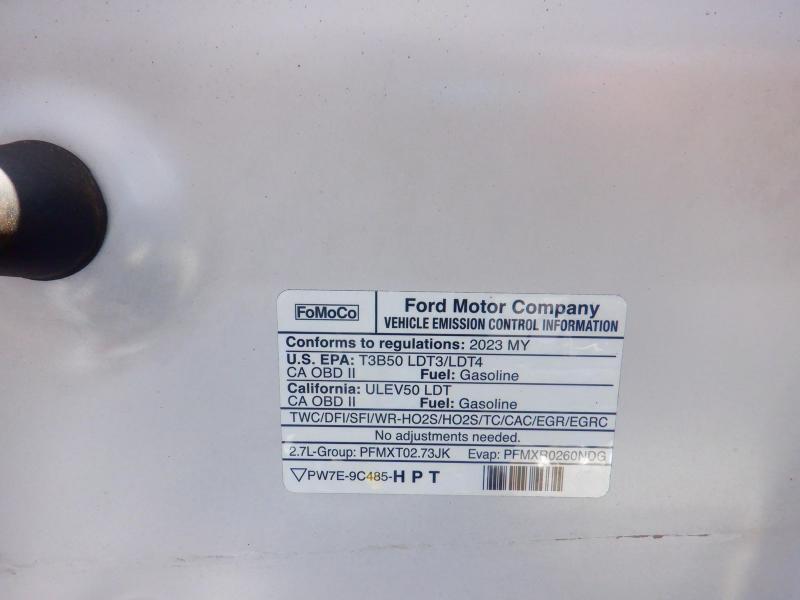 FoMoCo
Ford Motor Company
VEHICLE EMISSION CONTROL INFORMATION
Conforms to regulations: 2023 MY
U.S. EPA: T3B50 LDT3/LDT4
CA OBD II Fuel: Gasoline
California: ULEV50 LDT
CA OBD II Fuel: Gasoline
TWC/DFI/SFI/WR-HO2S/HO2S/TC/CAC/EGR/EGRC
No adjustments needed.
2.7L-Group: PFMXT02.73JK Evap: PFMXR0260NDG
PW7E-9C485-HPT